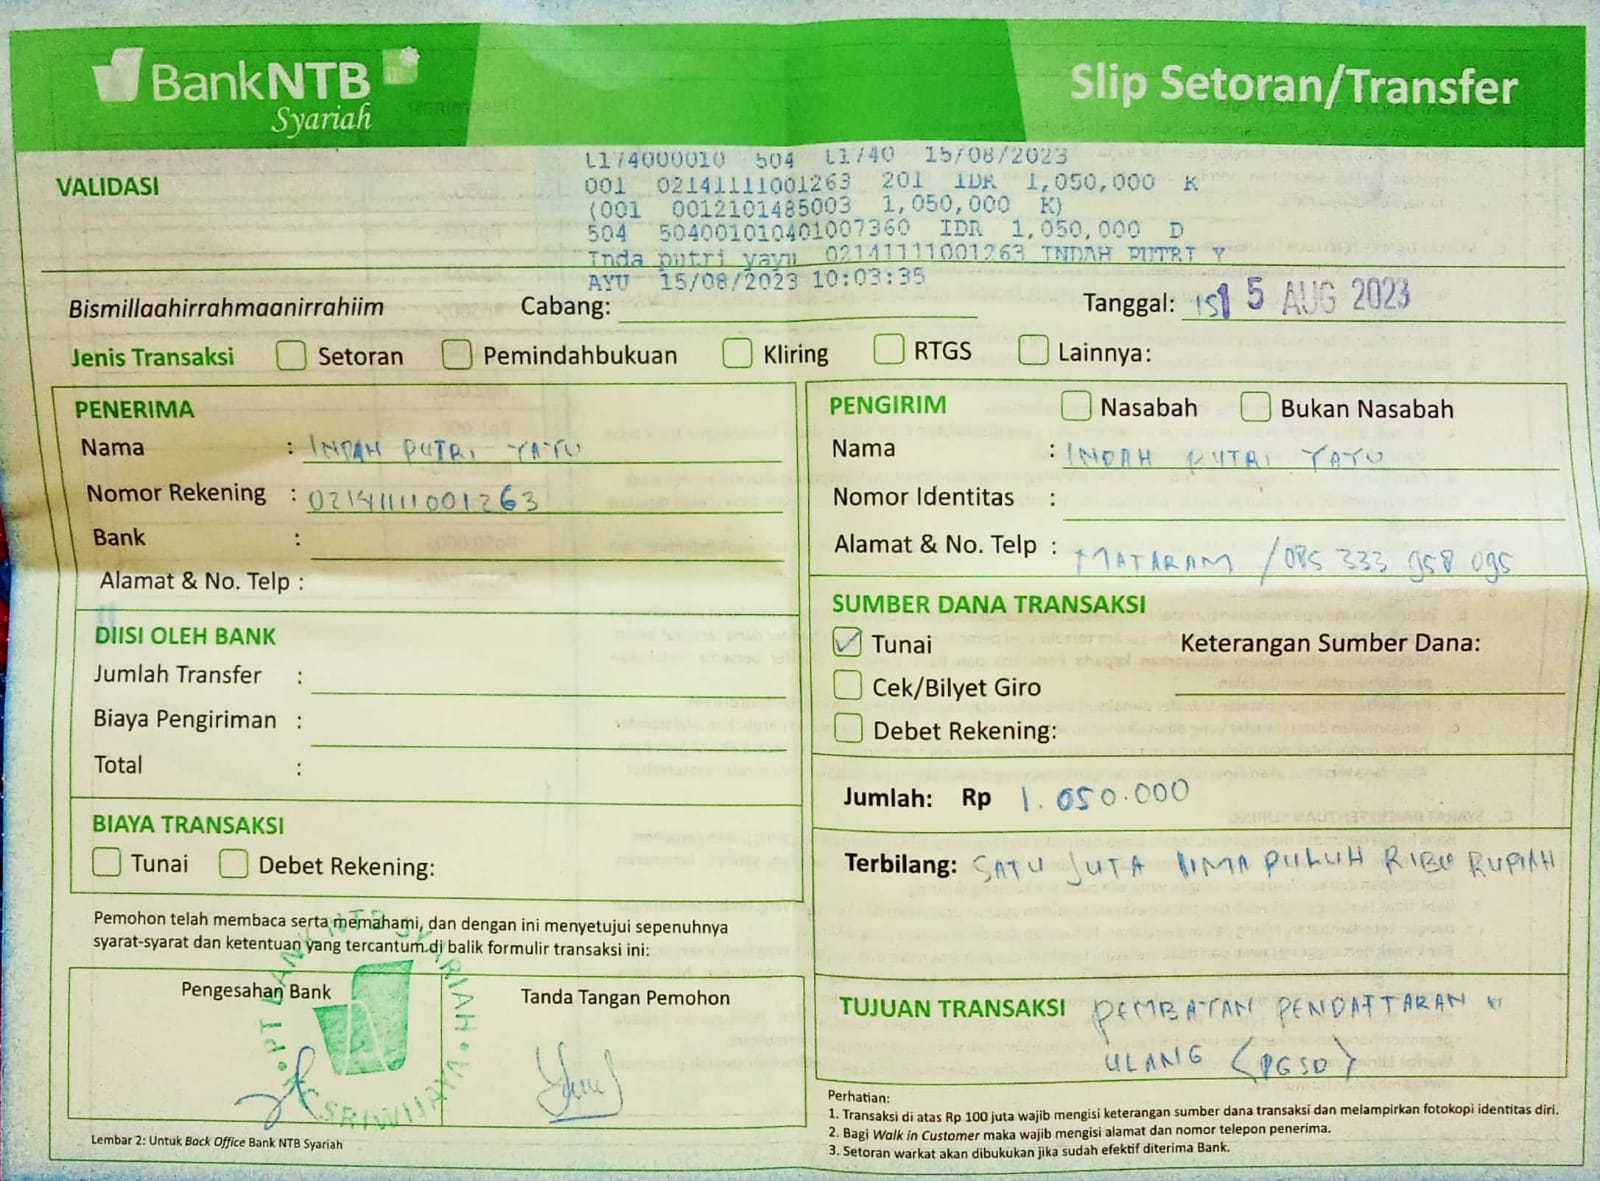 BankNTB
Syariah
Slip Setoran/Transfer
VALIDASI
L174000010 504 L1740 15/08/2023
001 02141111001263 201 IDR 1,050,000 K
(001 0012101485003 1,050,000 K)
504 504001010401007360 IDR 1,050,000 D
Inda putri yayu 02141111001263 INDAH PUTRI Y
AYU 15/08/2023 10:03:35
Bismillaahirrahmaanirrahiim
Cabang:
Tanggal: 15 15 AUG 2023
Jenis Transaksi Setoran Pemindahbukuan Kliring RTGS Lainnya:
PENERIMA
Nama : INDAH PUTRI YAYU
Nomor Rekening : 02141111001263
Bank :
Alamat & No. Telp :
DIISI OLEH BANK
Jumlah Transfer :
Biaya Pengiriman :
Total :
BIAYA TRANSAKSI
Tunai Debet Rekening:
Pemohon telah membaca serta memahami, dan dengan ini menyetujui sepenuhnya
syarat-syarat dan ketentuan yang tercantum di balik formulir transaksi ini:
Pengesahan Bank
PT BANK NTB SYARIAH
SRIWIJAYA
Tanda Tangan Pemohon
Lembar 2: Untuk Back Office Bank NTB Syariah
PENGIRIM Nasabah Bukan Nasabah
Nama : INDAH PUTRI YAYU
Nomor Identitas :
Alamat & No. Telp : MATARAM / 085 333 958 095
SUMBER DANA TRANSAKSI
Tunai Keterangan Sumber Dana:
Cek/Bilyet Giro
Debet Rekening:
Jumlah: Rp 1.050.000
Terbilang: SATU JUTA LIMA PULUH RIBU RUPIAH
TUJUAN TRANSAKSI PEMBAYAN PENDAFTARAN
ULANG (PGSD)
Perhatian:
1. Transaksi di atas Rp 100 juta wajib mengisi keterangan sumber dana transaksi dan melampirkan fotokopi identitas diri.
2. Bagi Walk in Customer maka wajib mengisi alamat dan nomor telepon penerima.
3. Setoran warkat akan dibukukan jika sudah efektif diterima Bank.